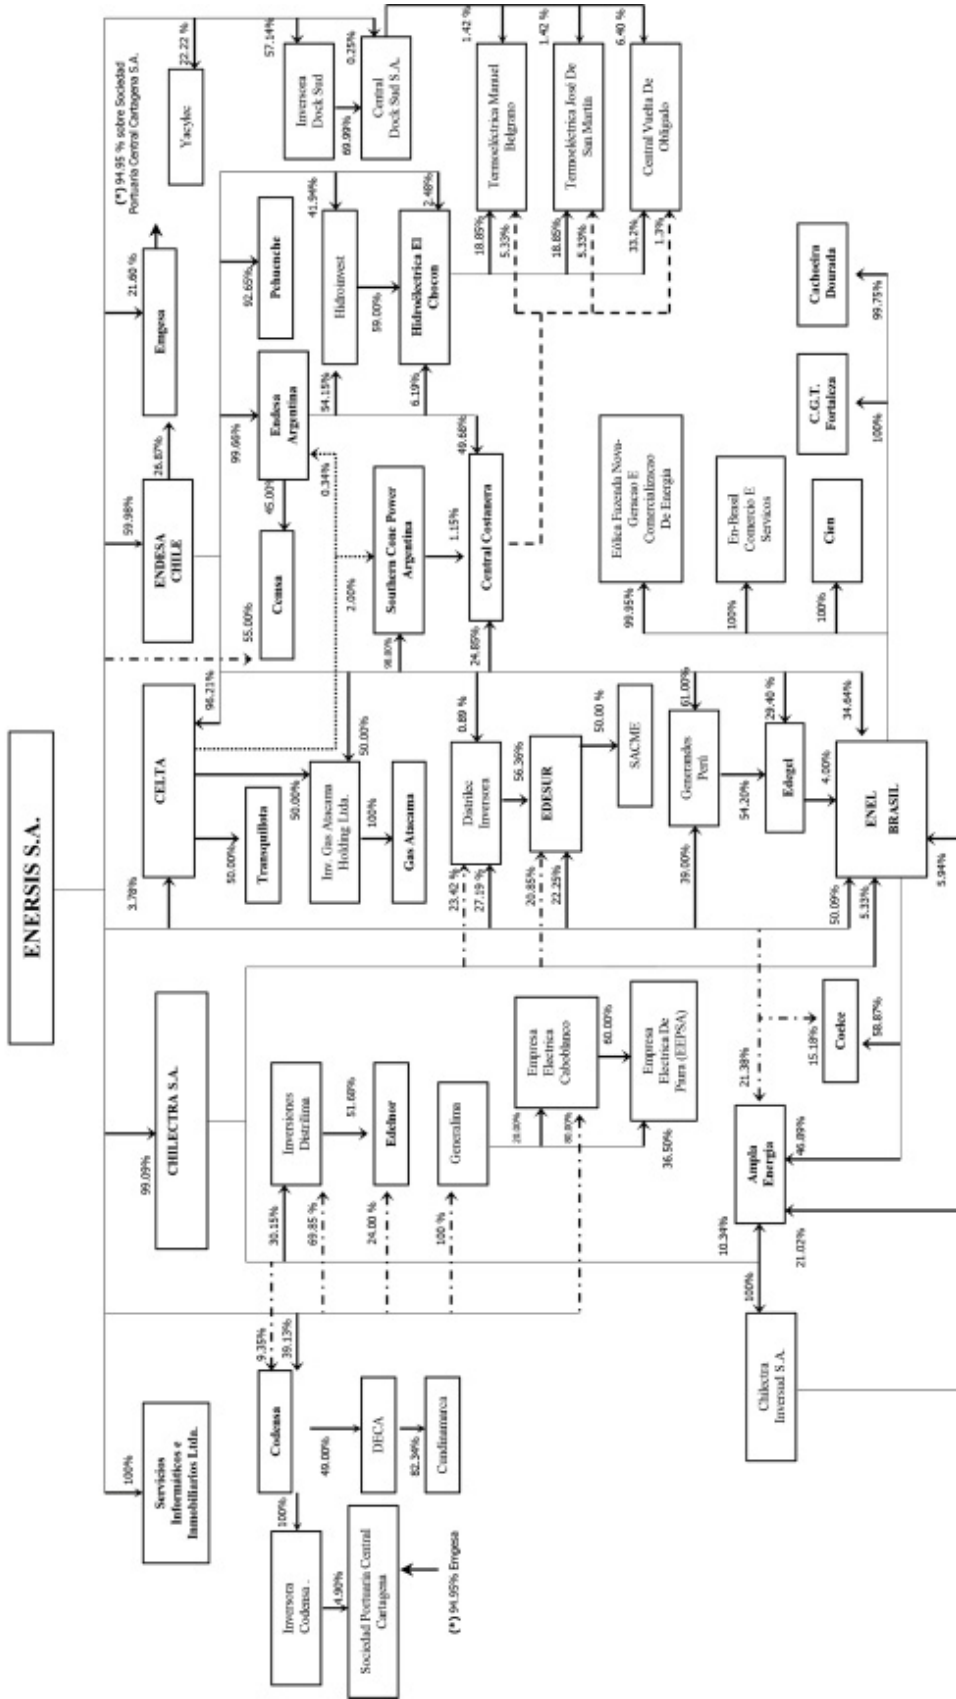 ENERSIS S.A.
100%
Servicios
Informáticos e
Inmobiliarios Ltda.
99.09%
CHILECTRA S.A.
3.78%
CELTA
96.21%
59.98%
ENDESA
CHILE
26.87%
21.60 %
Emgesa
(*) 94.95 % sobre Sociedad
Portuaria Central Cartagena S.A.
22.22 %
Yacylec
57.14%
Inversora
Dock Sud
69.99%
0.25%
Central
Dock Sud S.A.
9.35%
39.13%
Codensa
100%
Inversora
Codensa .
4.90%
Sociedad Portuaria Central
Cartagena
(*) 94.95% Emgesa
49.00%
DECA
82.34%
Cundinamarca
30.15%
69.85 %
Inversiones
Distrilima
51.68%
24.00 %
Edelnor
100 %
Generalima
20.00%
80.00%
Empresa
Electrica
Caboblanco
60.00%
36.50%
Empresa
Electrica De
Piura (EEPSA)
50.00%
Transquillota
50.00%
50.00%
Inv. Gas Atacama
Holding Ltda.
100%
Gas Atacama
55.00%
Cemsa
45.00%
99.66%
Endesa
Argentina
0.34%
92.65%
Pehuenche
54.15%
41.94%
Hidroinvest
59.00%
6.19%
2.48%
Hidroeléctrica El
Chocon
2.00%
98.00%
Southern Cone Power
Argentina
1.15%
24.85%
49.68%
Central Costanera
1.42 %
18.85%
5.33%
Termoeléctrica Manuel
Belgrano
1.42 %
18.85%
5.33%
Termoeléctrica José De
San Martín
6.40 %
33.2%
1.3%
Central Vuelta De
Obligado
23.42 %
27.19 %
0.89 %
Distrilec
Inversora
56.36%
20.85%
22.25%
EDESUR
50.00 %
SACME
39.00%
61.00%
Generandes
Perú
54.20%
29.40 %
Edegel
4.00%
34.64%
50.09%
5.33%
ENEL
BRASIL
5.94%
99.95%
Eólica Fazenda Nova-
Geracao E
Comercializacao
De Energia
100%
En-Brasil
Comercio E
Servicos
100%
Cien
100%
C.G.T.
Fortaleza
99.75%
Cachoeira
Dourada
21.38%
15.18%
Coelce
58.87%
10.34%
Ampla
Energia
46.89%
21.02%
100%
Chilectra
Inversud S.A.